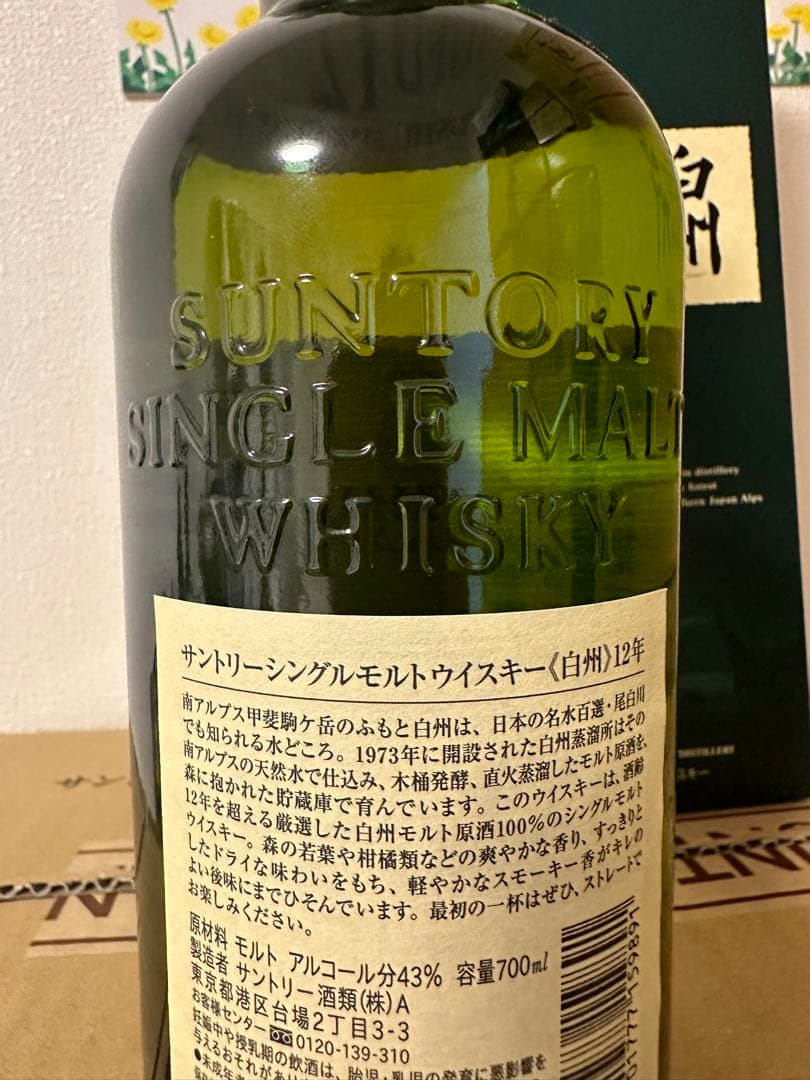 白州
SUNTORY
SINGLE MALT
WHISKY
distillery
forest
Japan Alps
サントリーシングルモルトウイスキー《白州》12年
南アルプス甲斐駒ケ岳のふもと白州は、日本の名水百選・尾白川
でも知られる水どころ。1973年に開設された白州蒸溜所はその
南アルプスの天然水で仕込み、木桶発酵、直火蒸溜したモルト原酒を、
森に抱かれた貯蔵庫で育んでいます。このウイスキーは、酒齢
12年を超える厳選した白州モルト原酒100%のシングルモルト
ウイスキー。森の若葉や柑橘類などの爽やかな香り、すっきりと
したドライな味わいをもち、軽やかなスモーキー香がキレの
よい後味にまでひそんでいます。最初の一杯はぜひ、ストレートで
お楽しみください。
原材料 モルト アルコール分43% 容量700ml
製造者 サントリー酒類(株)A
東京都港区台場2丁目3-3
お客様センター 0120-139-310
妊娠中や授乳期の飲酒は、胎児・乳児の発育に悪影響を
DISTILLERY
スキー